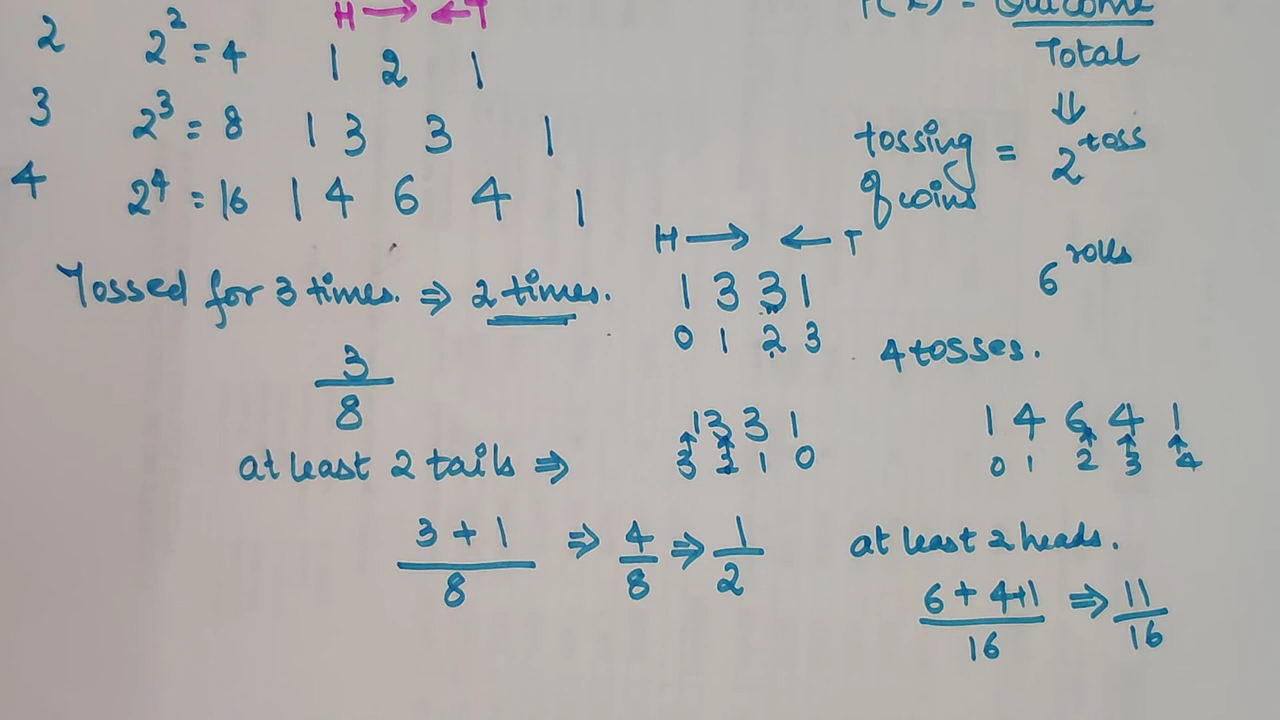 H → ← T
P(x) = Outcome
Total
⇓
2 2² = 4 1 2 1
3 2³ = 8 1 3 3 1
4 2⁴ = 16 1 4 6 4 1
tossing of coins = 2^toss
6^rolls
Tossed for 3 times. ⇒ 2 times.
H → ← T
1 3 3 1
0 1 2 3
3/8
4 tosses.
at least 2 tails ⇒
1 3 3 1
3 2 1 0
3 + 1/8 ⇒ 4/8 ⇒ 1/2
1 4 6 4 1
0 1 2 3 4
at least 2 heads.
6 + 4+1/16 ⇒ 11/16